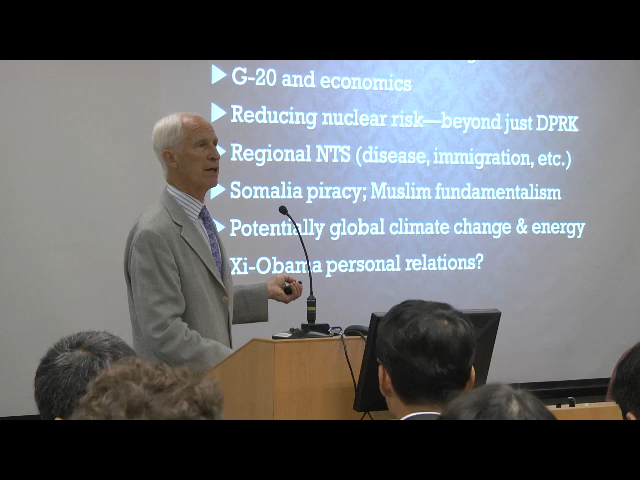 G-20 and economics
Reducing nuclear risk—beyond just DPRK
Regional NTS (disease, immigration, etc.)
Somalia piracy; Muslim fundamentalism
Potentially global climate change & energy
Xi-Obama personal relations?